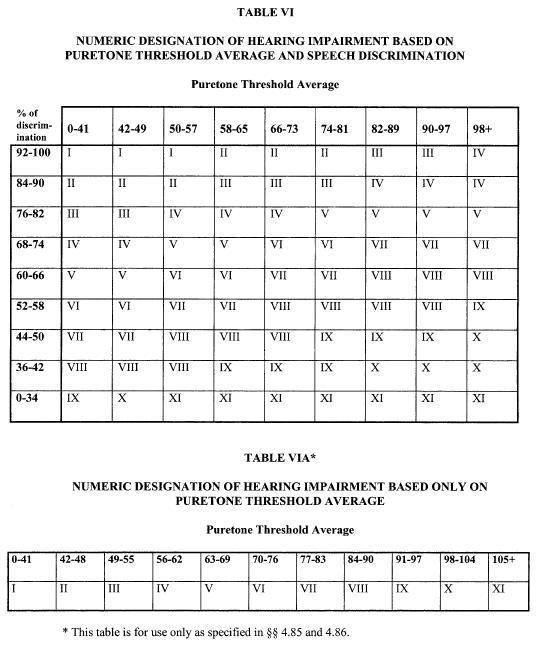 TABLE VI
NUMERIC DESIGNATION OF HEARING IMPAIRMENT BASED ON
PURETONE THRESHOLD AVERAGE AND SPEECH DISCRIMINATION
Puretone Threshold Average
% of
discrim-
ination 0-41 42-49 50-57 58-65 66-73 74-81 82-89 90-97 98+
92-100 I I I II II II III III IV
84-90 II II II III III III IV IV IV
76-82 III III IV IV IV V V V V
68-74 IV IV V V VI VI VII VII VII
60-66 V V VI VI VII VII VIII VIII VIII
52-58 VI VI VII VII VIII VIII VIII VIII IX
44-50 VII VII VIII VIII VIII IX IX IX X
36-42 VIII VIII VIII IX IX IX X X X
0-34 IX X XI XI XI XI XI XI XI
TABLE VIA*
NUMERIC DESIGNATION OF HEARING IMPAIRMENT BASED ONLY ON
PURETONE THRESHOLD AVERAGE
Puretone Threshold Average
0-41 42-48 49-55 56-62 63-69 70-76 77-83 84-90 91-97 98-104 105+
I II III IV V VI VII VIII IX X XI
* This table is for use only as specified in §§ 4.85 and 4.86.